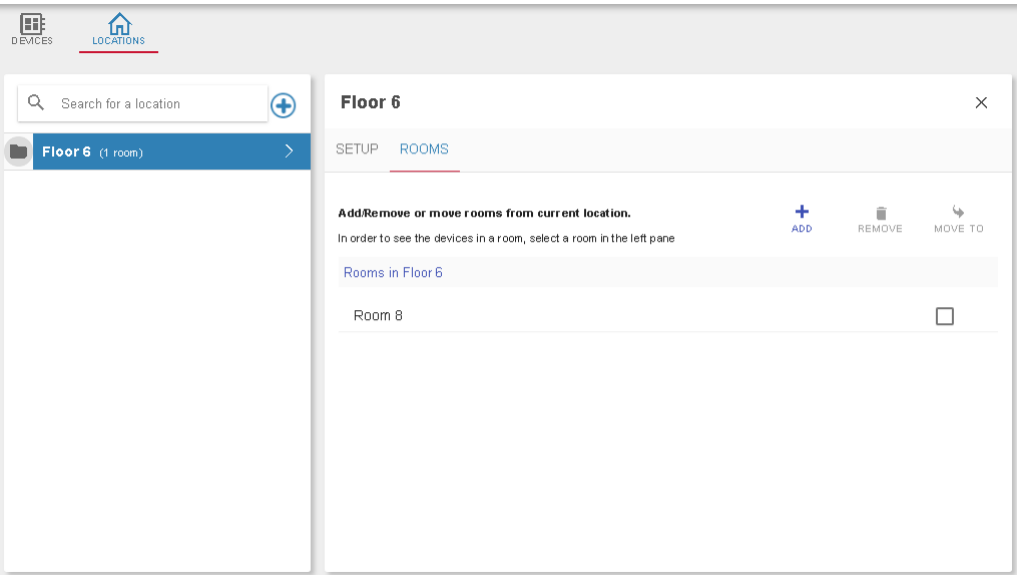 DEVICES
LOCATIONS
Search for a location
Floor 6 (1 room)
Floor 6
SETUP
ROOMS
Add/Remove or move rooms from current location.
In order to see the devices in a room, select a room in the left pane
ADD
REMOVE
MOVE TO
Rooms in Floor 6
Room 8